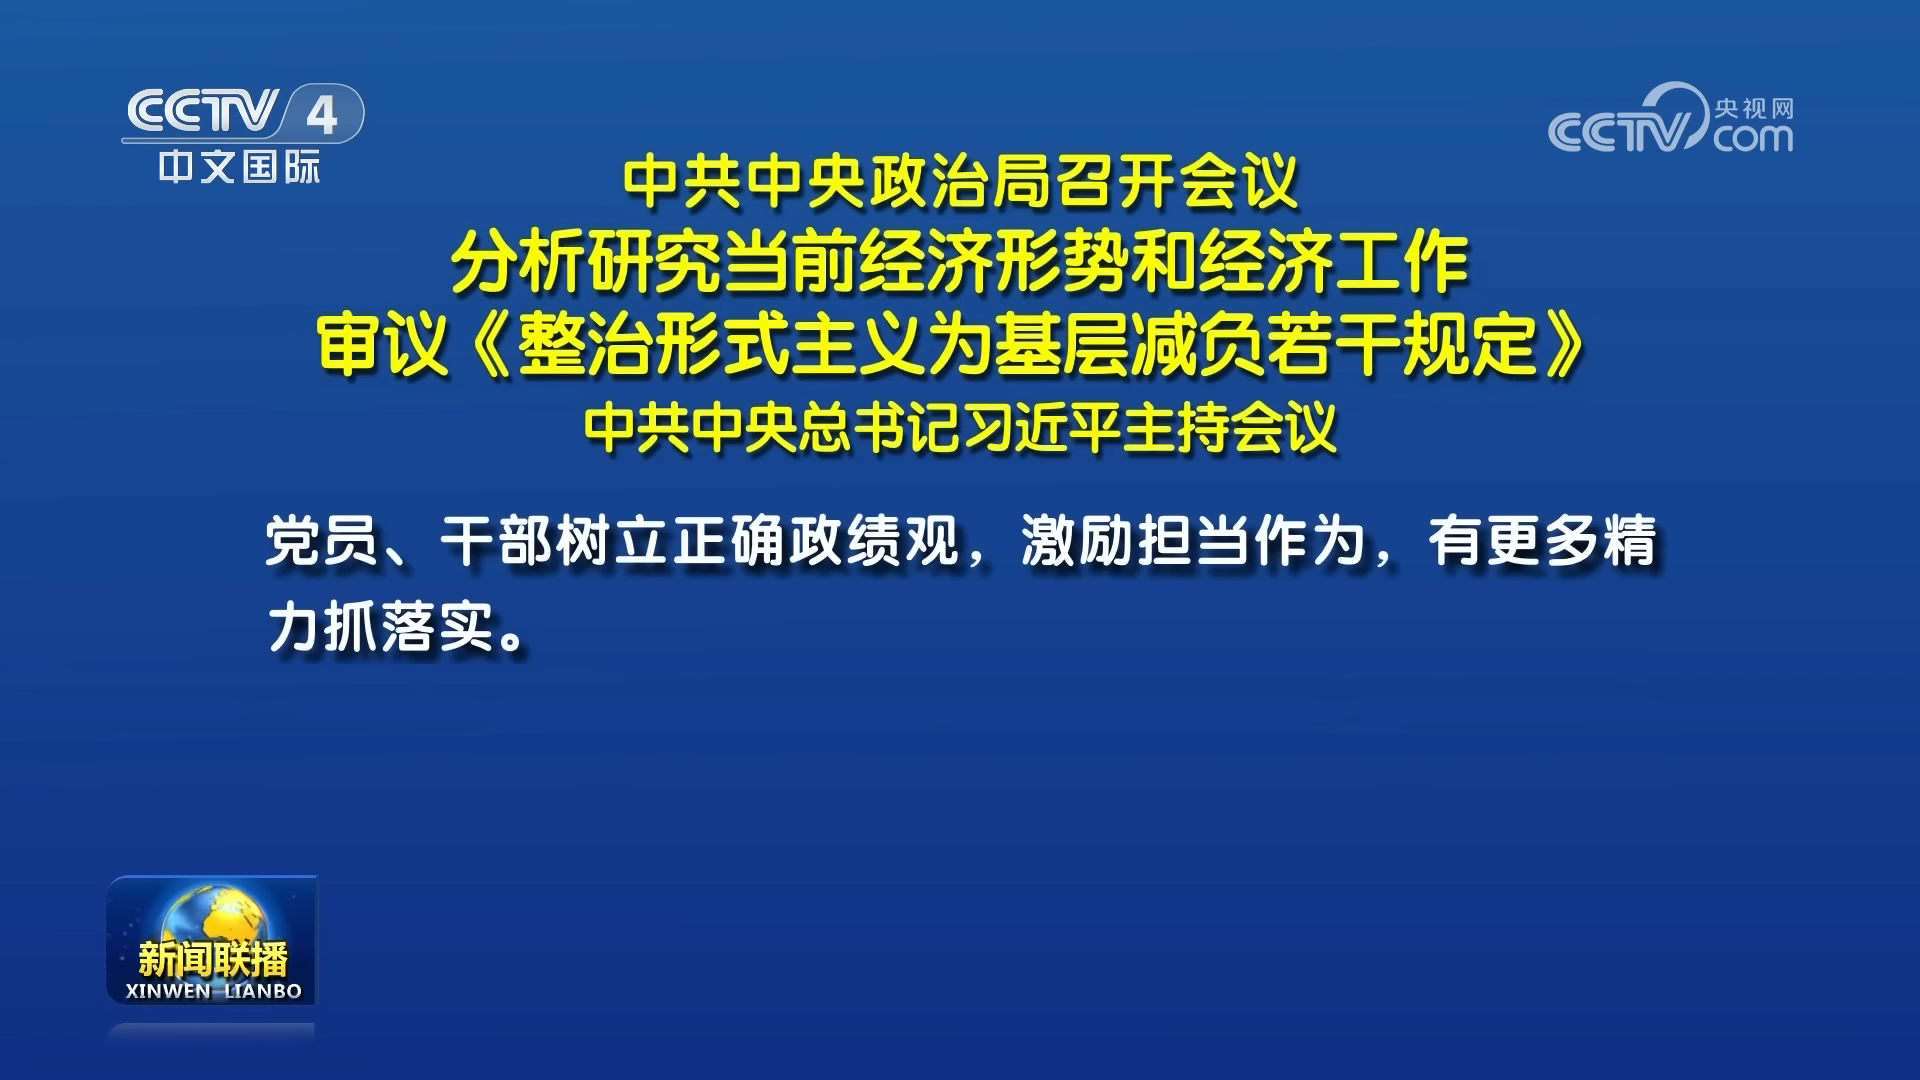 CCTV 4
中文国际
央视网
CCTV com
中共中央政治局召开会议
分析研究当前经济形势和经济工作
审议《整治形式主义为基层减负若干规定》
中共中央总书记习近平主持会议
党员、干部树立正确政绩观，激励担当作为，有更多精
力抓落实。
新闻联播
XINWEN LIANBO